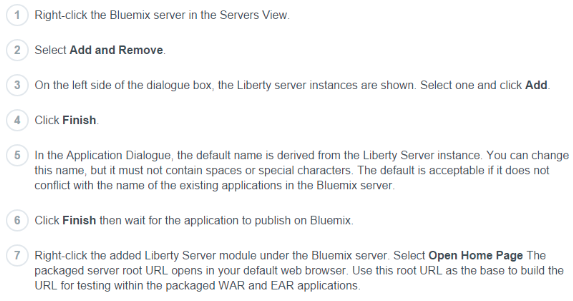 1 Right-click the Bluemix server in the Servers View.
2 Select Add and Remove.
3 On the left side of the dialogue box, the Liberty server instances are shown. Select one and click Add.
4 Click Finish.
5 In the Application Dialogue, the default name is derived from the Liberty Server instance. You can change
this name, but it must not contain spaces or special characters. The default is acceptable if it does not
conflict with the name of the existing applications in the Bluemix server.
6 Click Finish then wait for the application to publish on Bluemix.
7 Right-click the added Liberty Server module under the Bluemix server. Select Open Home Page The
packaged server root URL opens in your default web browser. Use this root URL as the base to build the
URL for testing within the packaged WAR and EAR applications.